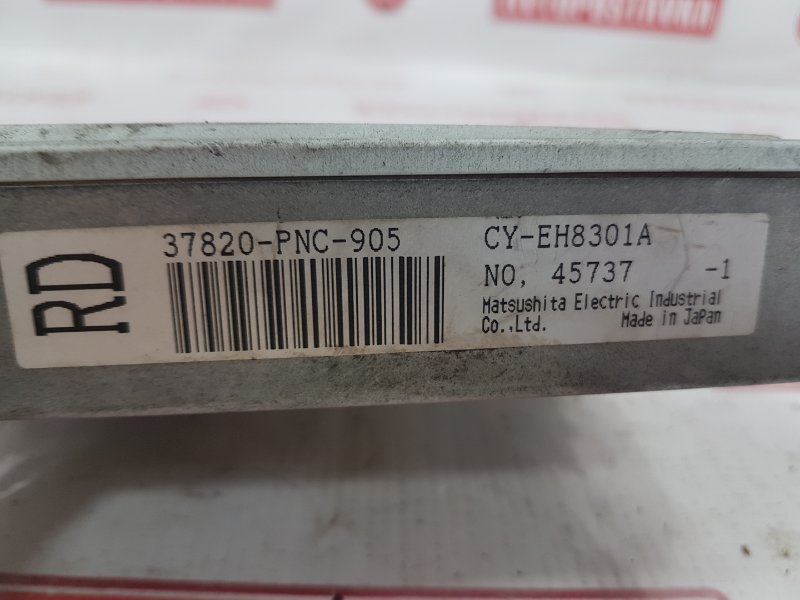 RD
37820-PNC-905
CY-EH8301A
NO, 45737 -1
Matsushita Electric Industrial
Co.,Ltd. Made in JaPan